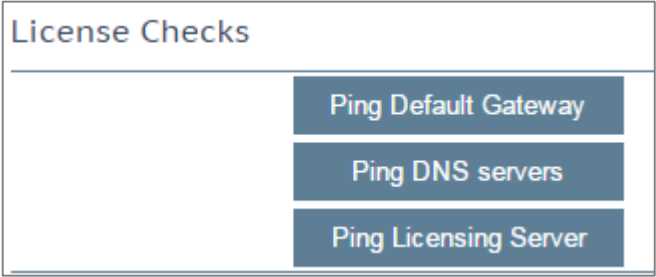 License Checks
Ping Default Gateway
Ping DNS servers
Ping Licensing Server